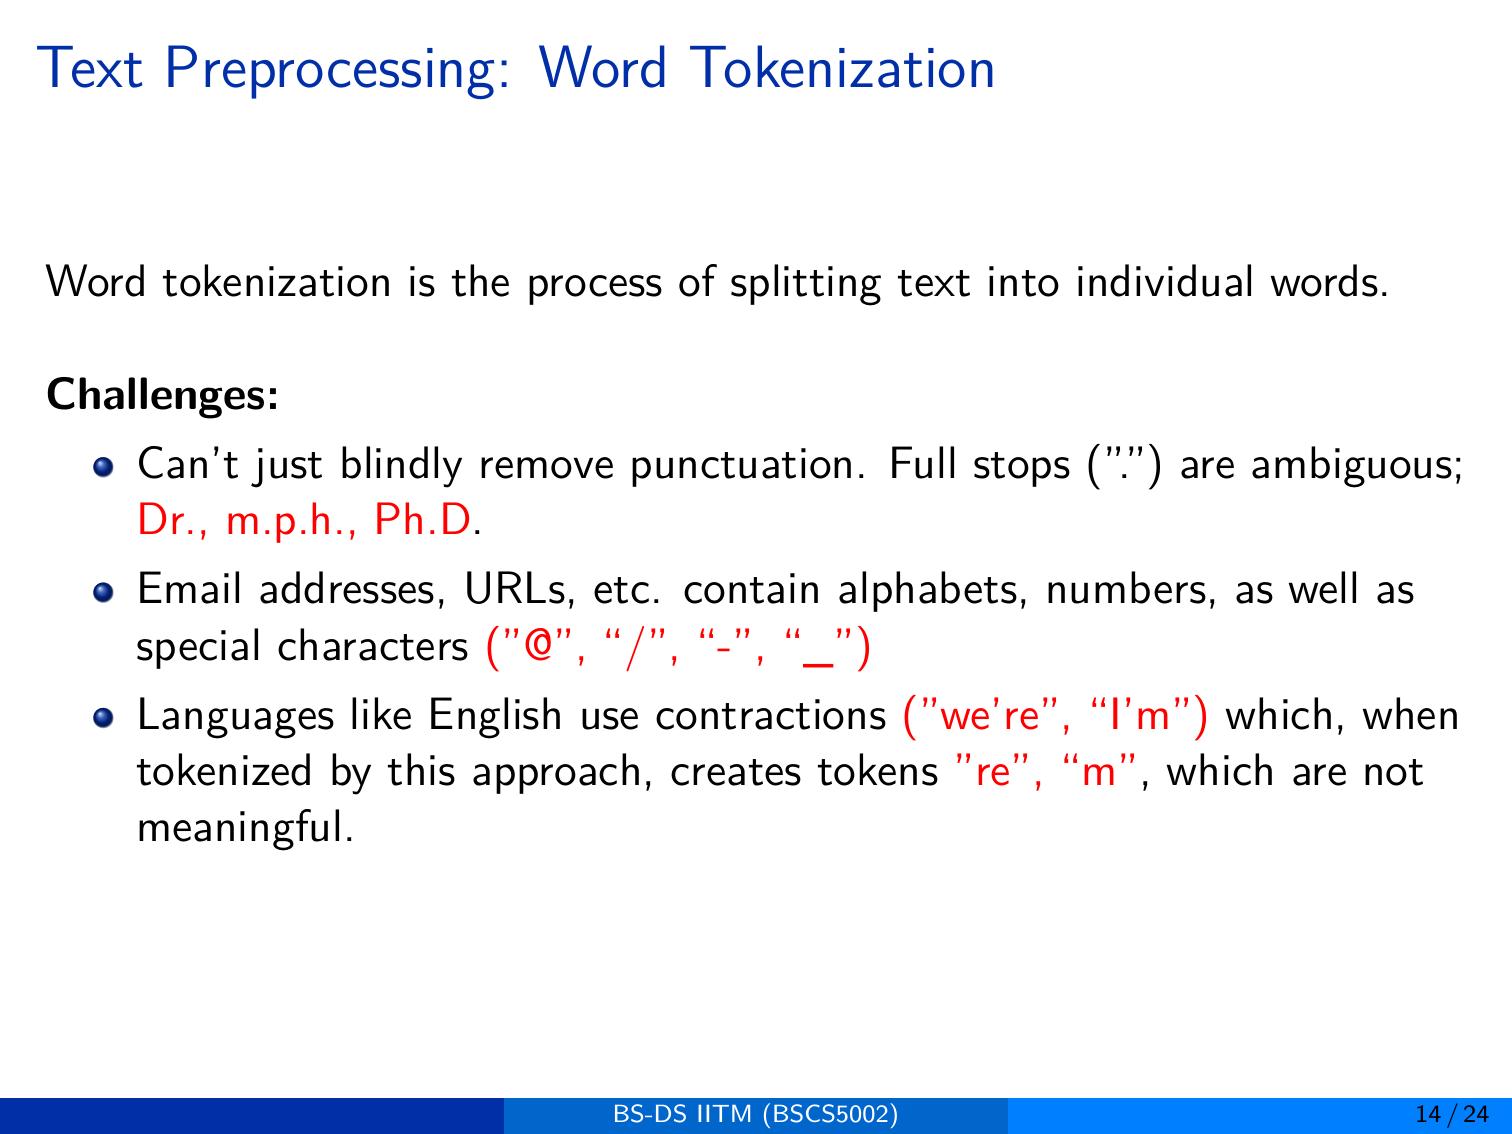 Text Preprocessing: Word Tokenization
Word tokenization is the process of splitting text into individual words.
Challenges:
Can't just blindly remove punctuation. Full stops (”.”) are ambiguous;
Dr., m.p.h., Ph.D.
Email addresses, URLs, etc. contain alphabets, numbers, as well as
special characters (”@”, “/”, “-”, “_”)
Languages like English use contractions (”we’re”, “I’m”) which, when
tokenized by this approach, creates tokens ”re”, “m”, which are not
meaningful.
BS-DS IITM (BSCS5002)
14 / 24